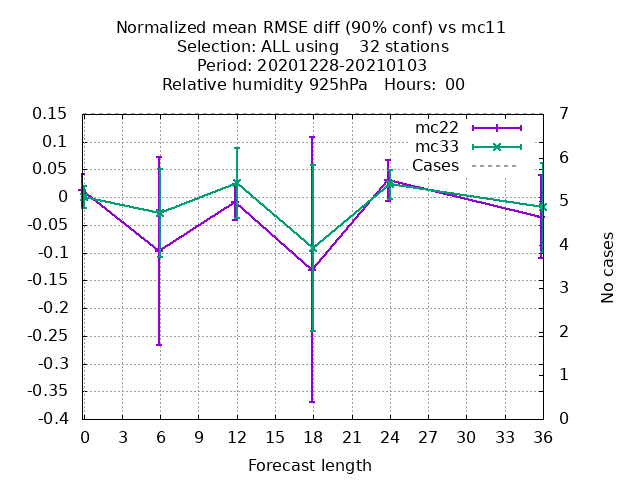 Normalized mean RMSE diff (90% conf) vs mc11
Selection: ALL using    32 stations
Period: 20201228-20210103
Relative humidity 925hPa   Hours:  00
0.15
0.1
0.05
0
-0.05
-0.1
-0.15
-0.2
-0.25
-0.3
-0.35
-0.4
mc22
mc33
Cases
7
6
5
4
3
2
1
0
No cases
0 3 6 9 12 15 18 21 24 27 30 33 36
Forecast length